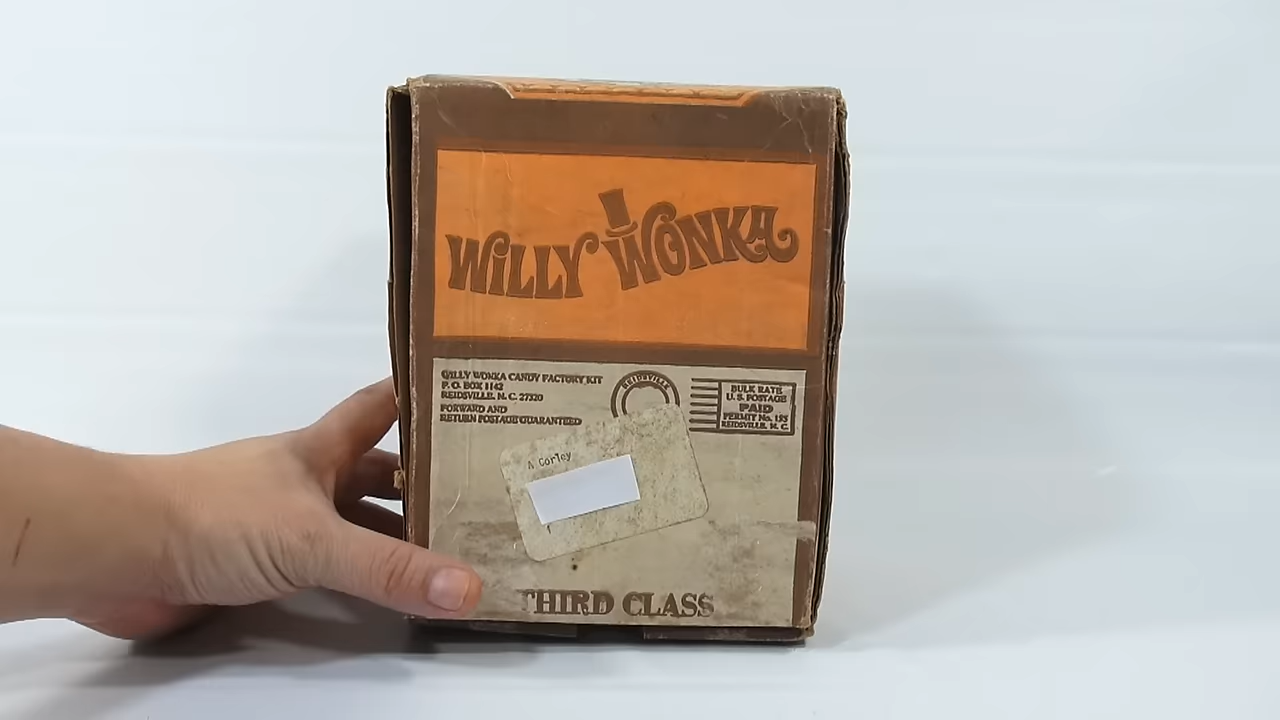 WILLY WONKA
WILLY WONKA CANDY FACTORY KIT
P. O. BOX 1142
REIDSVILLE, N. C. 27320
FORWARD AND
RETURN POSTAGE GUARANTEED
REIDSVILLE
BULK RATE
U. S. POSTAGE
PAID
PERMIT No. 155
REIDSVILLE, N. C.
A Corley
THIRD CLASS